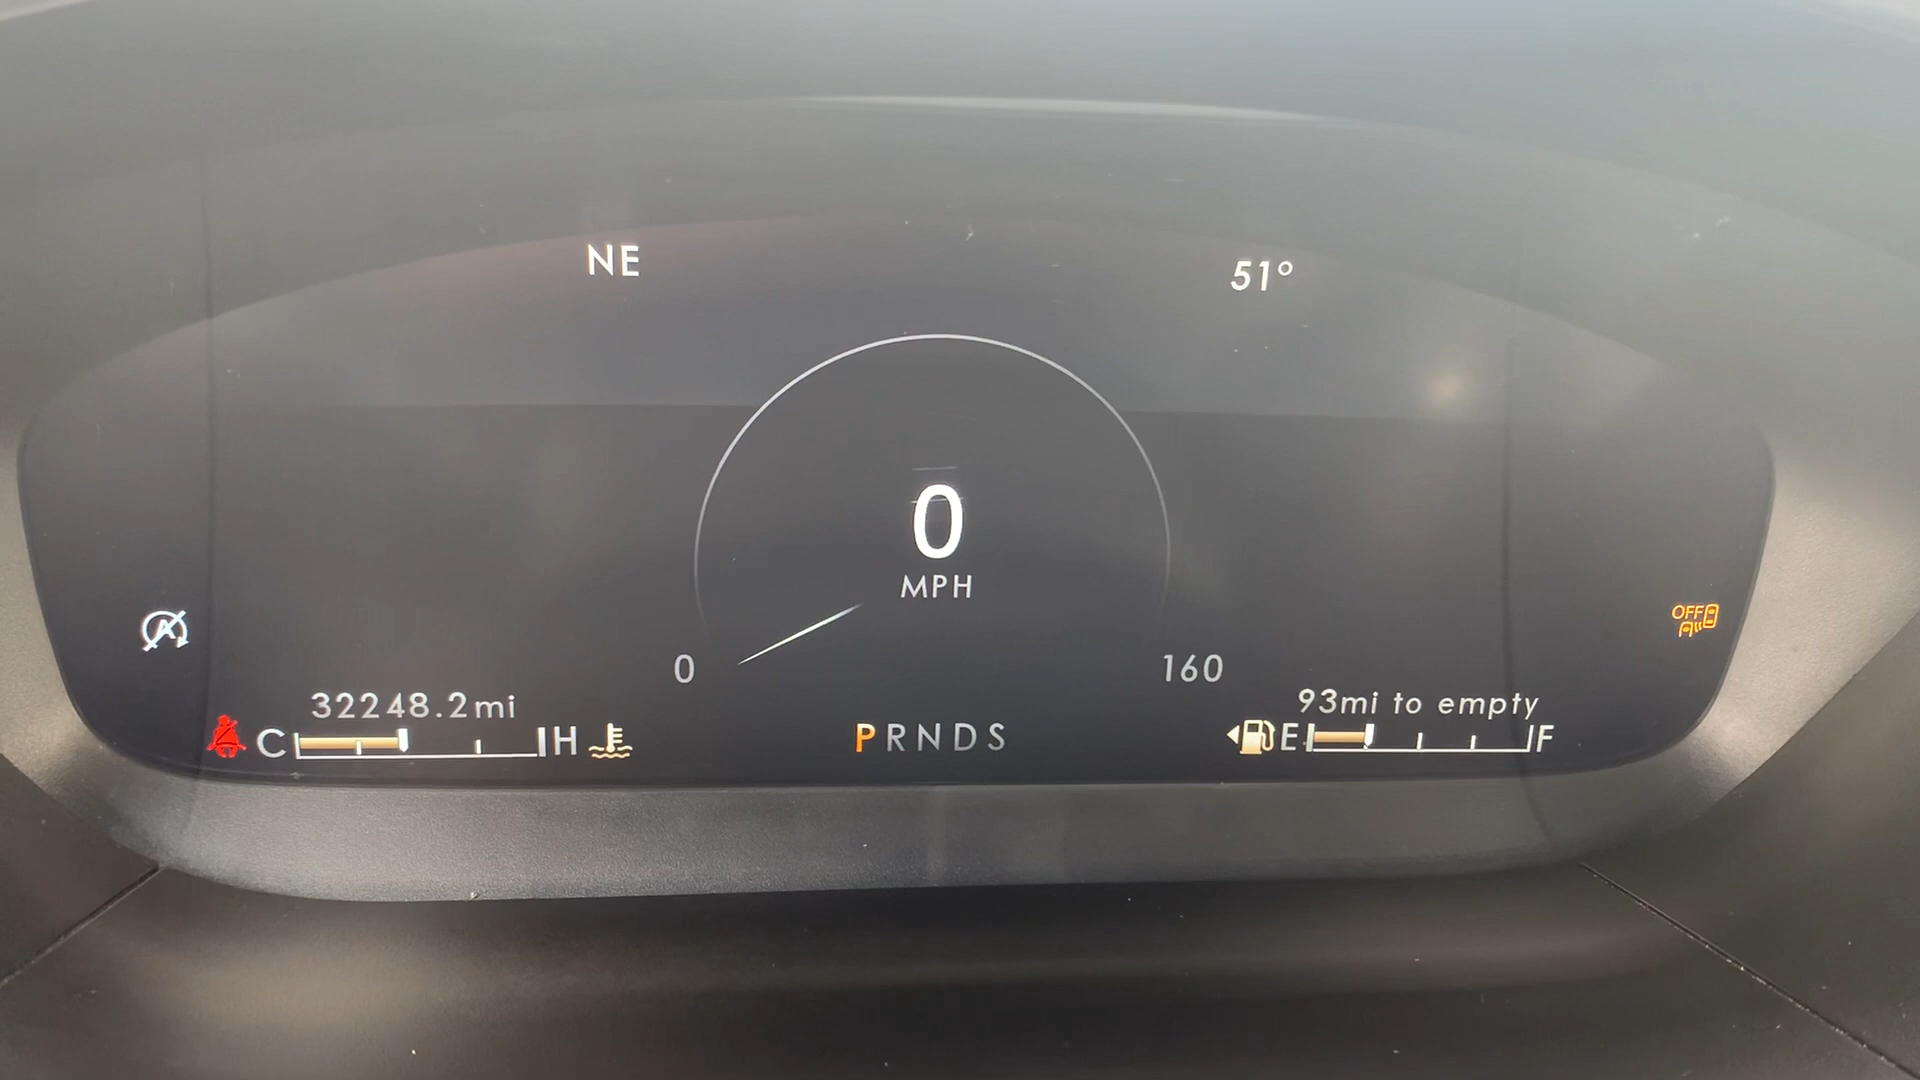 NE
51°
0
MPH
0
160
OFF
32248.2mi
93mi to empty
C H
PRNDS
E F